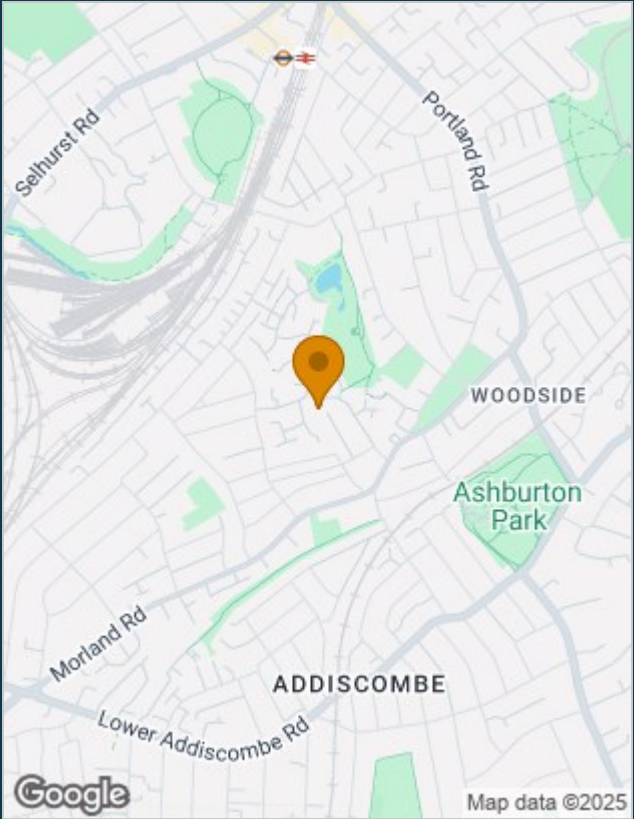 Selhurst Rd
Portland Rd
WOODSIDE
Ashburton
Park
Morland Rd
ADDISCOMBE
Lower Addiscombe Rd
Google
Map data ©2025